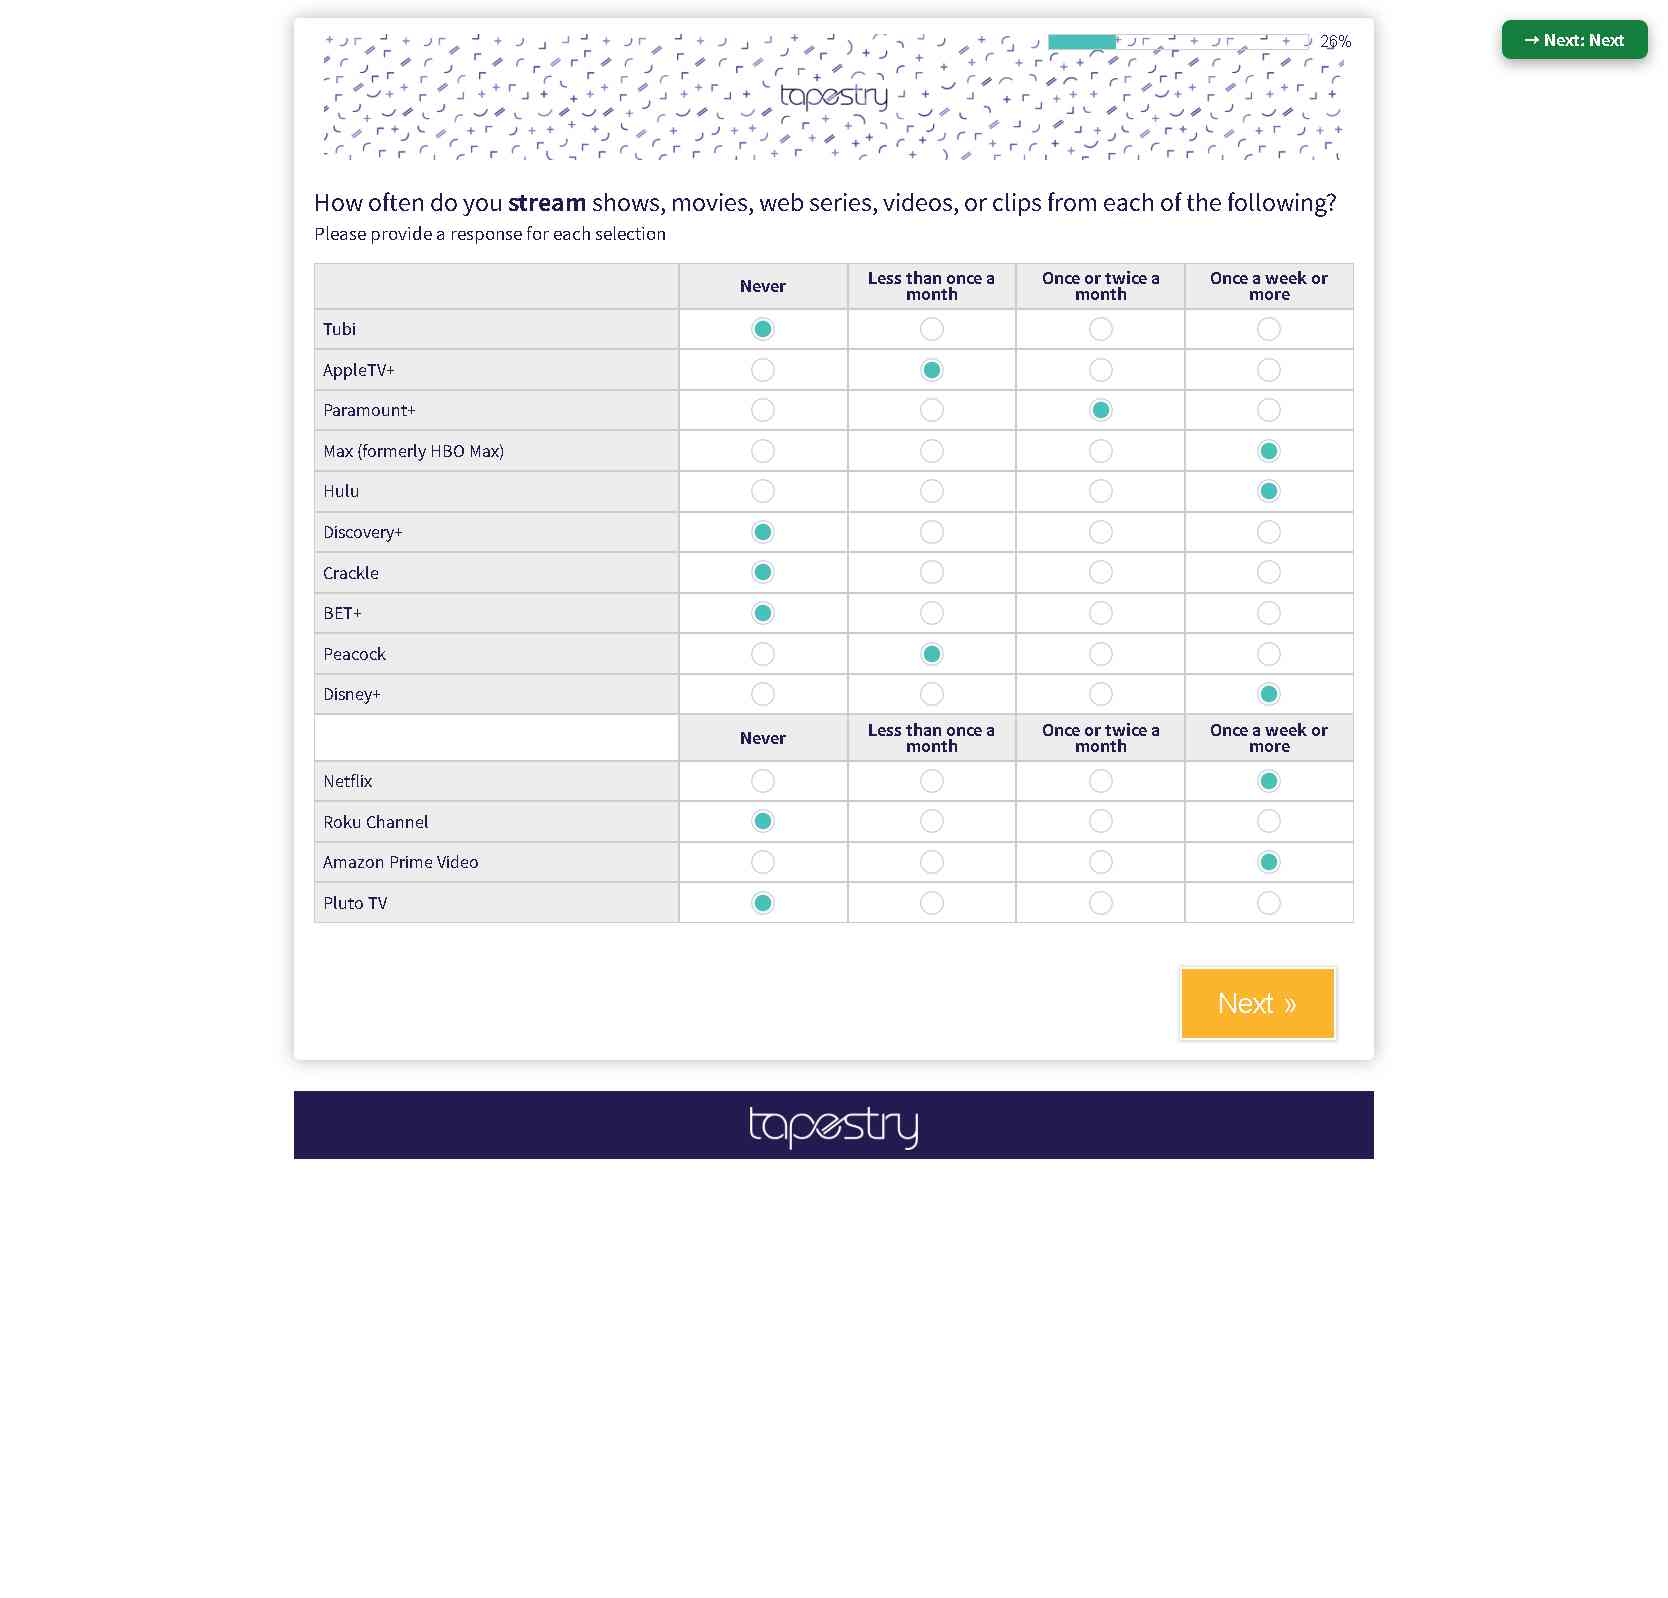 26%
→ Next: Next
tapestry
How often do you stream shows, movies, web series, videos, or clips from each of the following?
Please provide a response for each selection
Never
Less than once a month
Once or twice a month
Once a week or more
Tubi
AppleTV+
Paramount+
Max (formerly HBO Max)
Hulu
Discovery+
Crackle
BET+
Peacock
Disney+
Never
Less than once a month
Once or twice a month
Once a week or more
Netflix
Roku Channel
Amazon Prime Video
Pluto TV
Next »
tapestry